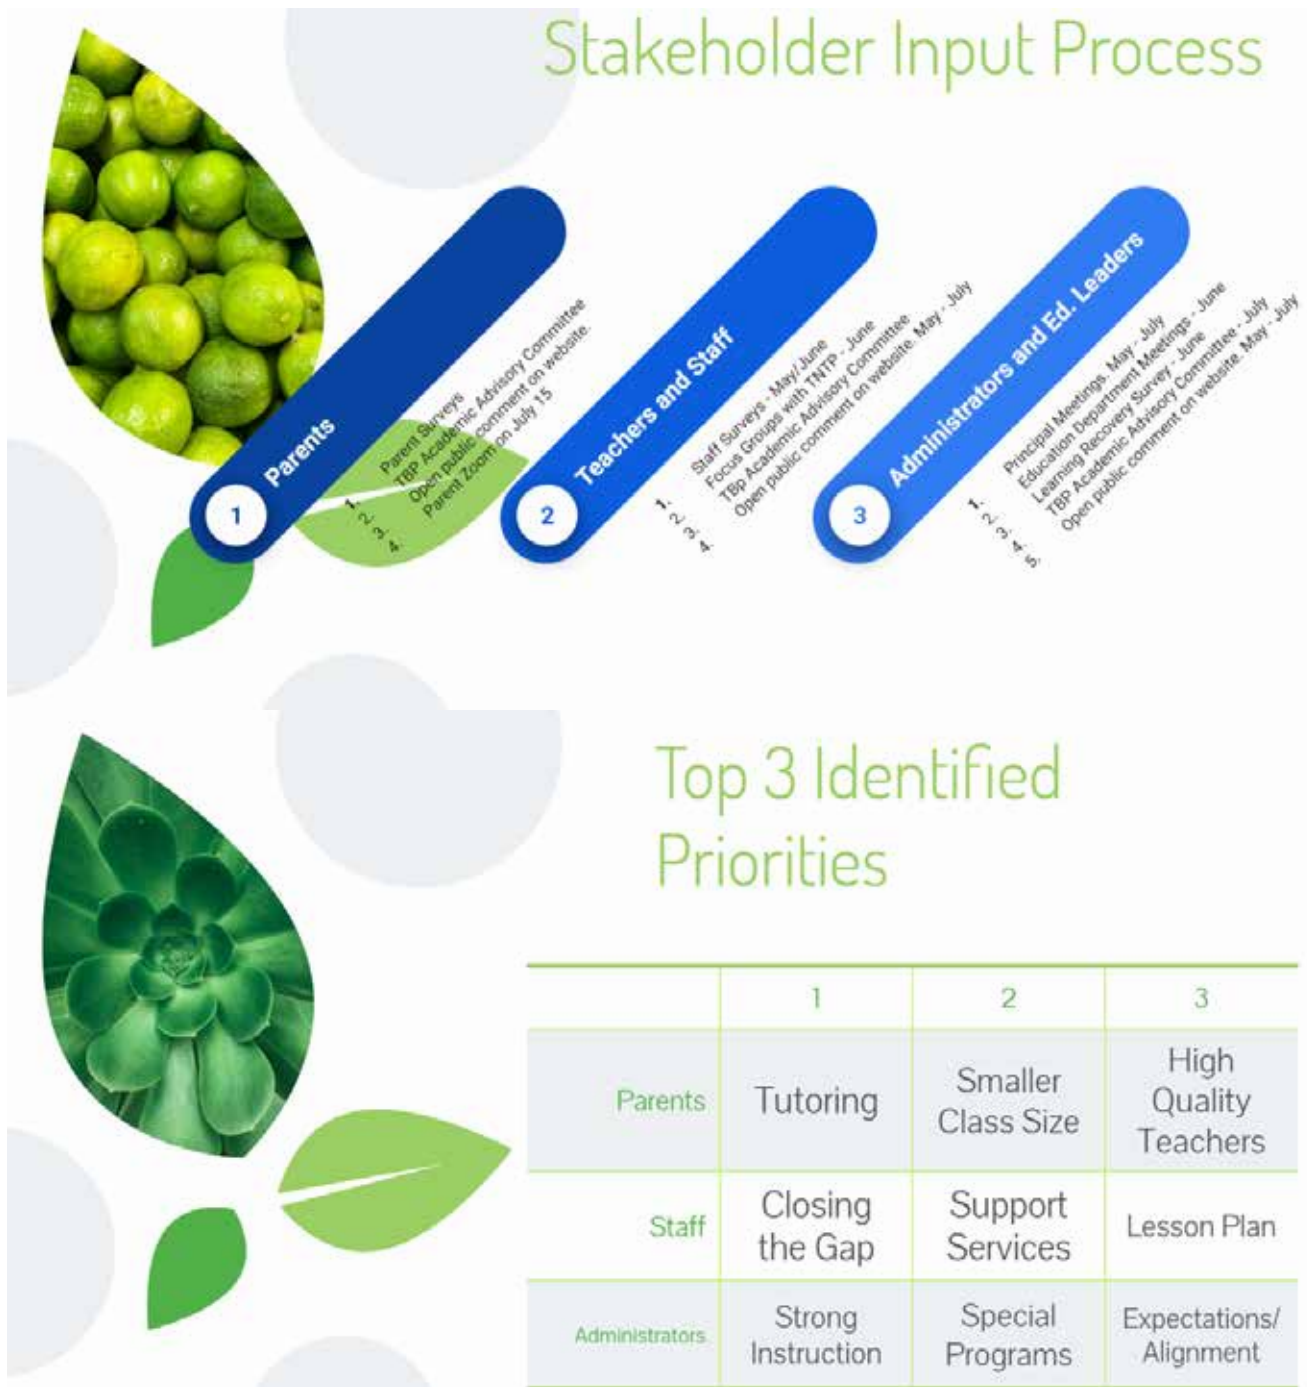 Stakeholder Input Process
1
Parents
1. Parent Surveys
2. TBP Academic Advisory Committee
3. Open public comment on website.
4. Parent Zoom on July 15
2
Teachers and Staff
1. Staff Surveys - May/June
2. Focus Groups with TNTP - June
3. TBp Academic Advisory Committee
4. Open public comment on website. May - July
3
Administrators and Ed. Leaders
1. Principal Meetings. May - July
2. Education Department Meetings - June
3. Learning Recovery Survey - June
4. TBP Academic Advisory Committee - July
5. Open public comment on website. May - July
Top 3 Identified
Priorities
1 2 3
Parents
Tutoring
Smaller
Class Size
High
Quality
Teachers
Staff
Closing
the Gap
Support
Services
Lesson Plan
Administrators
Strong
Instruction
Special
Programs
Expectations/
Alignment